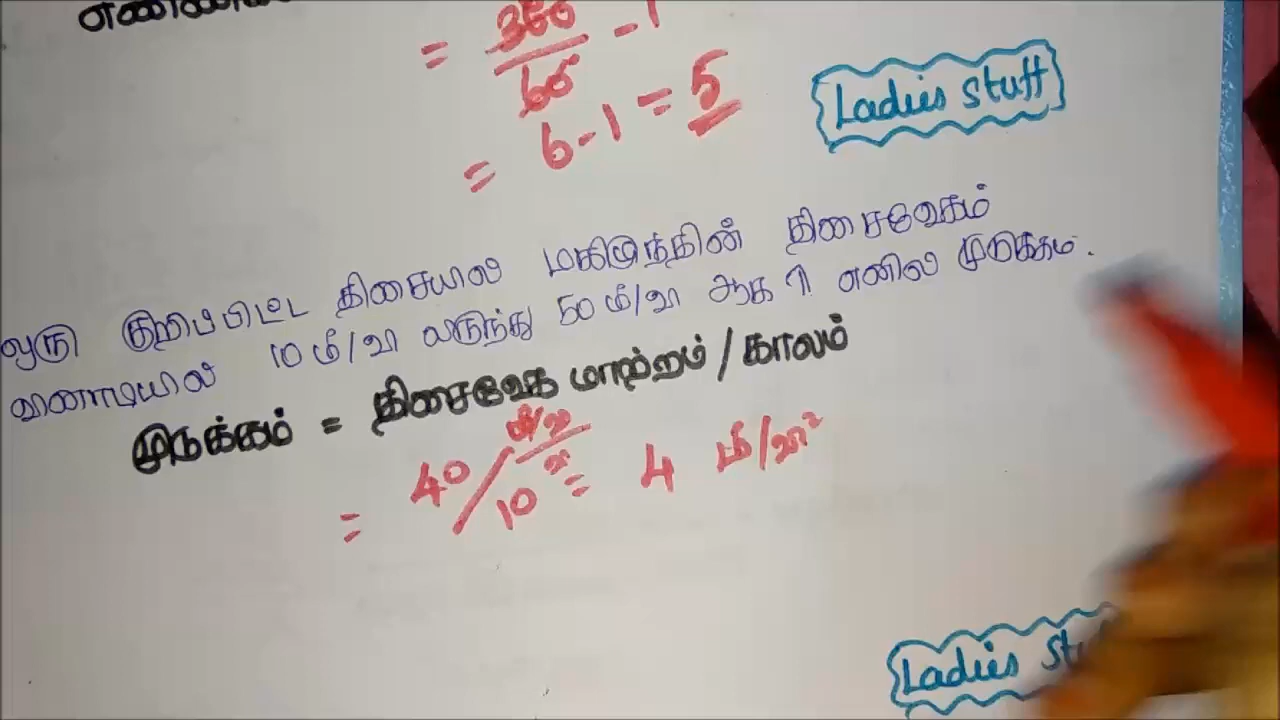 = 360/60 - 1
= 6 - 1 = 5
Ladies stuff
ஒரு குறிப்பிட்ட திசையில் மகிழுந்தின் திசைவேகம்
வினாடியில் 10 மீ/வி லிருந்து 50 மீ/வி ஆக எனில் முடுக்கம்.
முடுக்கம் = திசைவேக மாற்றம் / காலம்
= 40/10 மீ/வி/வி = 4 மீ/வி²
Ladies